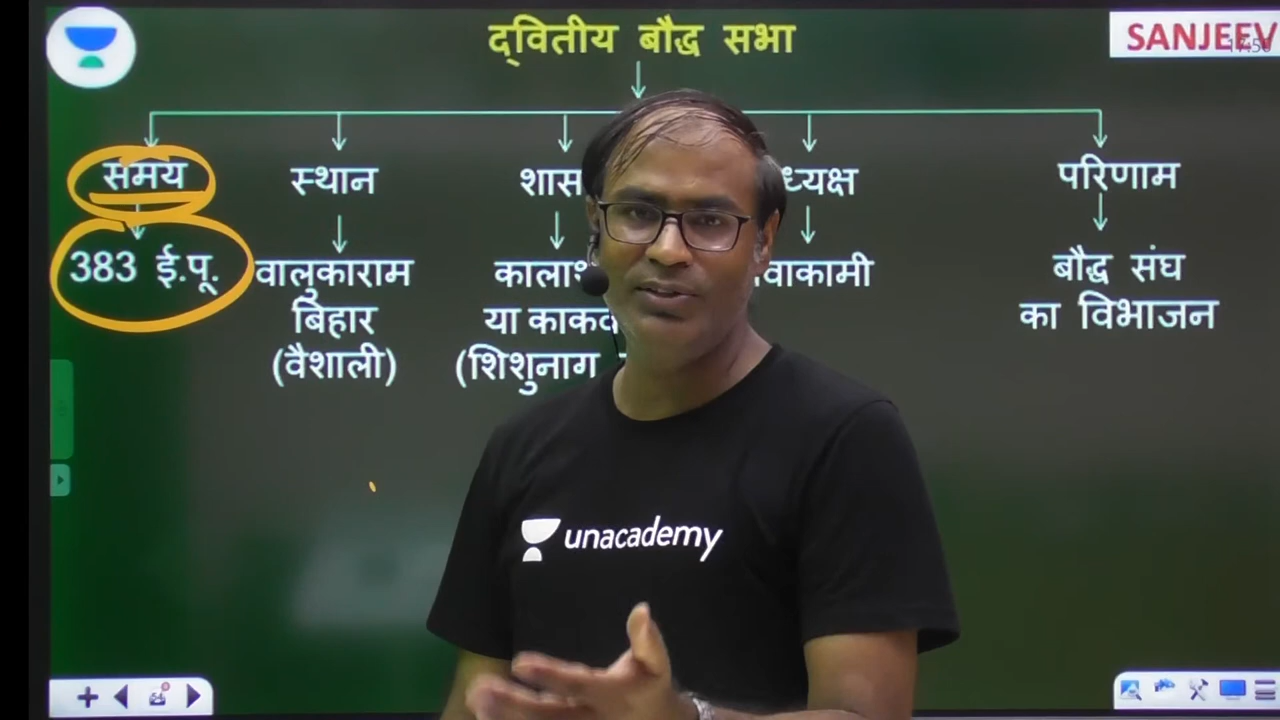 द्वितीय बौद्ध सभा
SANJEEV
समय
383 ई.पू.
स्थान
वालुकाराम
बिहार
(वैशाली)
या
(शिशुनाग
परिणाम
बौद्ध संघ
का विभाजन
unacademy